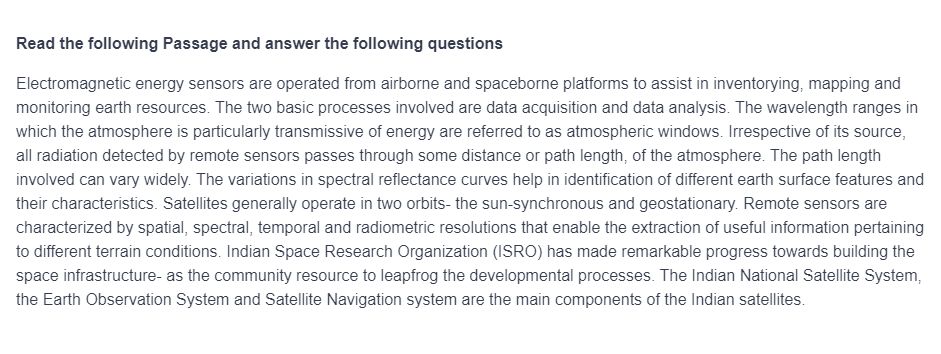 Read the following Passage and answer the following questions
Electromagnetic energy sensors are operated from airborne and spaceborne platforms to assist in inventorying, mapping and
monitoring earth resources. The two basic processes involved are data acquisition and data analysis. The wavelength ranges in
which the atmosphere is particularly transmissive of energy are referred to as atmospheric windows. Irrespective of its source,
all radiation detected by remote sensors passes through some distance or path length, of the atmosphere. The path length
involved can vary widely. The variations in spectral reflectance curves help in identification of different earth surface features and
their characteristics. Satellites generally operate in two orbits- the sun-synchronous and geostationary. Remote sensors are
characterized by spatial, spectral, temporal and radiometric resolutions that enable the extraction of useful information pertaining
to different terrain conditions. Indian Space Research Organization (ISRO) has made remarkable progress towards building the
space infrastructure- as the community resource to leapfrog the developmental processes. The Indian National Satellite System,
the Earth Observation System and Satellite Navigation system are the main components of the Indian satellites.